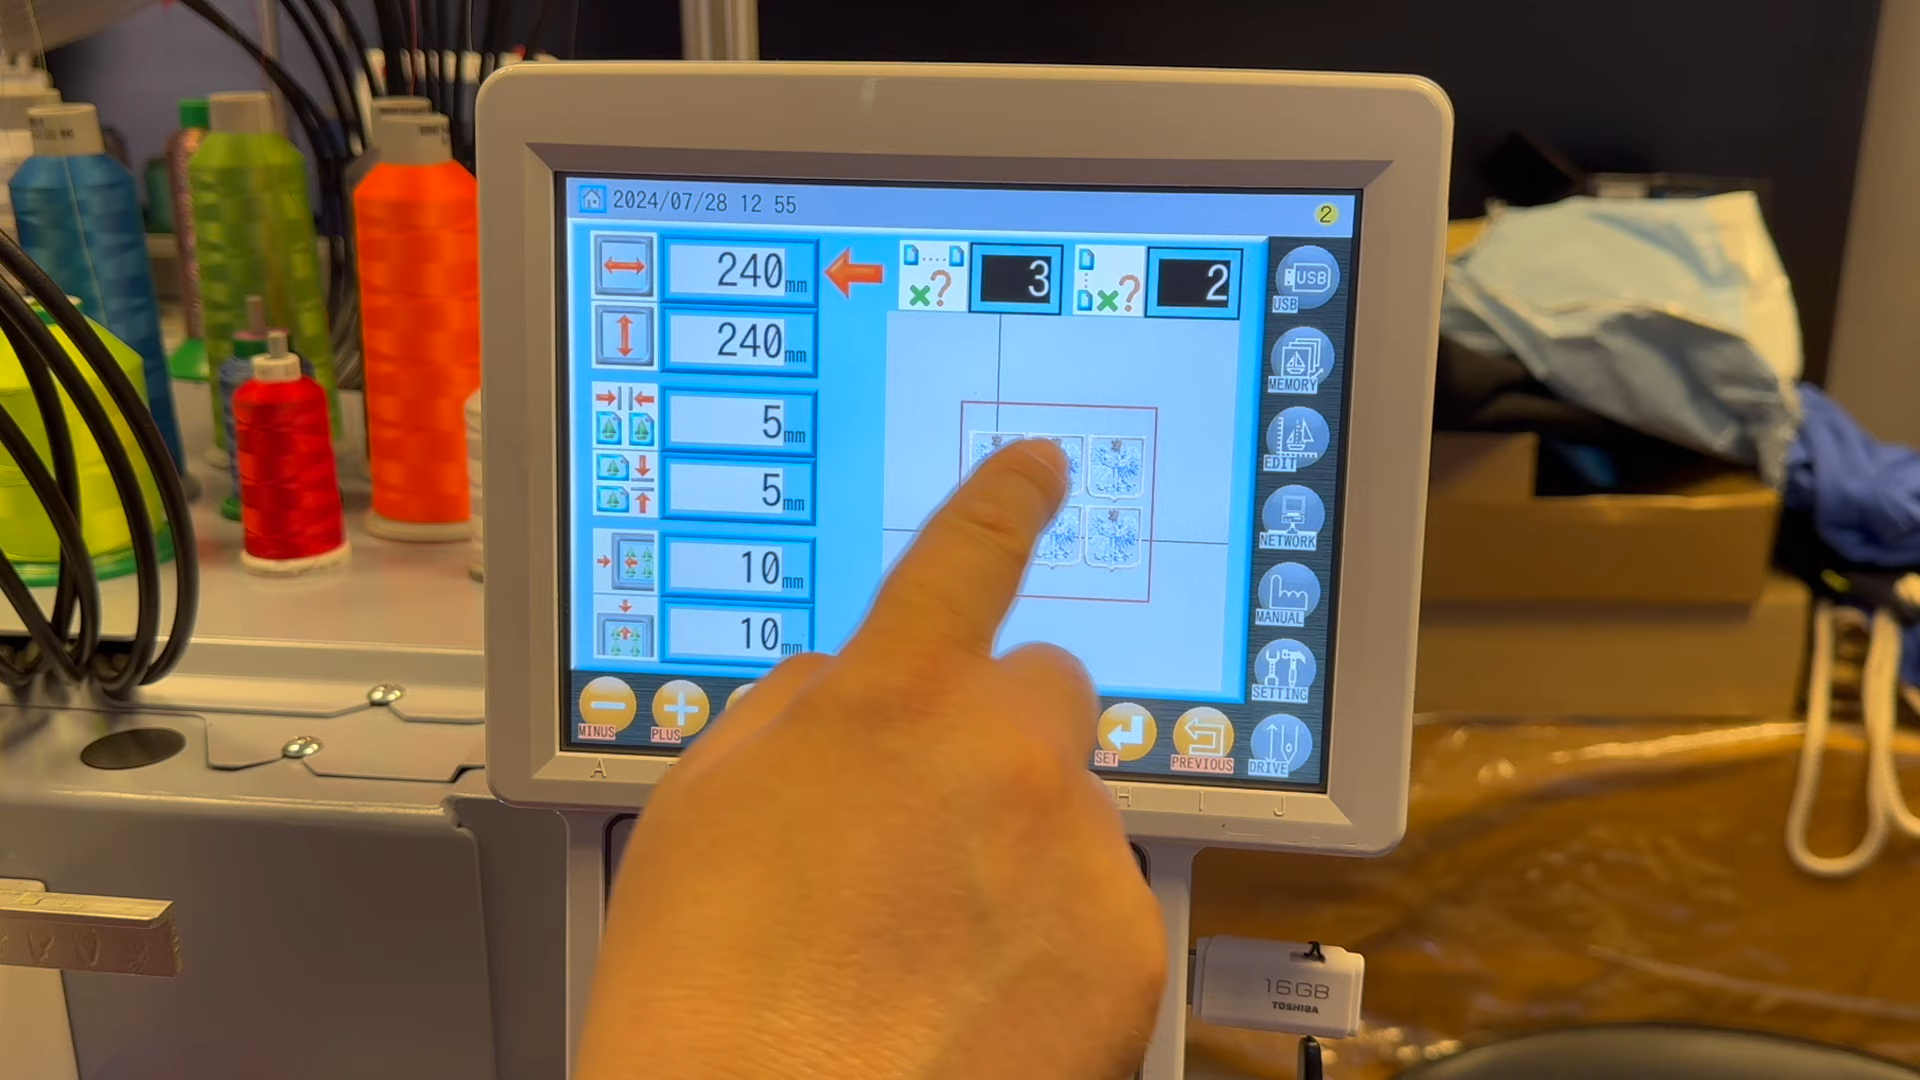 2024/07/28 12 55
2
240mm
3
2
240mm
5mm
5mm
10mm
10mm
USB
USB
MEMORY
EDIT
NETWORK
MANUAL
SETTING
DRIVE
MINUS
PLUS
SET
PREVIOUS
A
H I J
16GB
TOSHIBA